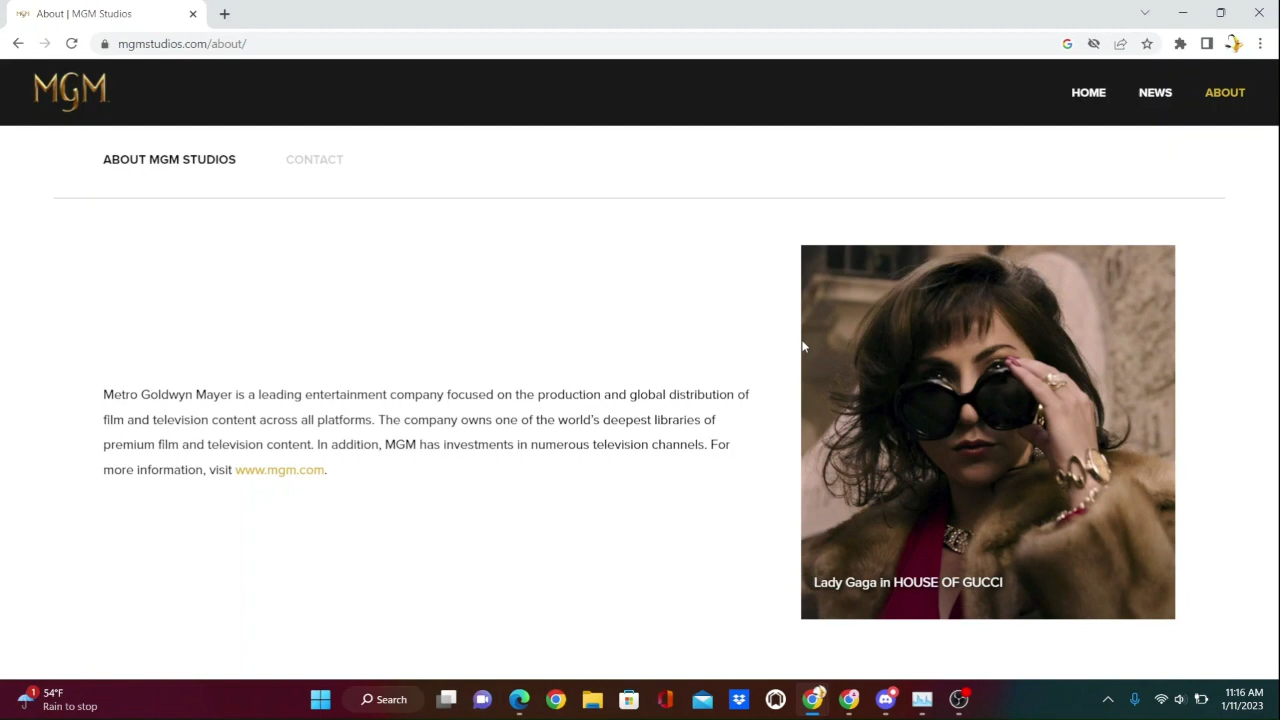 About | MGM Studios
mgmstudios.com/about/
MGM
HOME NEWS ABOUT
ABOUT MGM STUDIOS CONTACT
Metro Goldwyn Mayer is a leading entertainment company focused on the production and global distribution of
film and television content across all platforms. The company owns one of the world's deepest libraries of
premium film and television content. In addition, MGM has investments in numerous television channels. For
more information, visit www.mgm.com.
Lady Gaga in HOUSE OF GUCCI
1
54°F
Rain to stop
Search
11:16 AM
1/11/2023